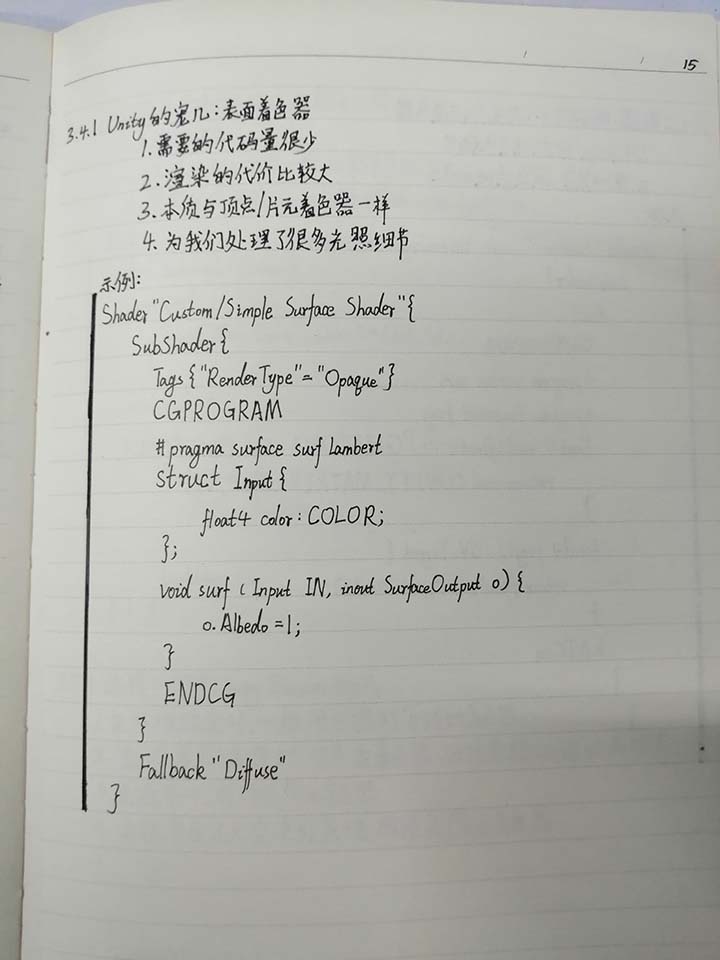 15
3.4.1 Unity的宠儿:表面着色器
1.需要的代码量很少
2.渲染的代价比较大
3.本质与顶点/片元着色器一样
4.为我们处理了很多光照细节
示例:
Shader "Custom/Simple Surface Shader"{
SubShader{
Tags{"RenderType"="Opaque"}
CGPROGRAM
#pragma surface surf Lambert
struct Input{
float4 color:COLOR;
};
void surf (Input IN, inout SurfaceOutput o){
o.Albedo=1;
}
ENDCG
}
Fallback "Diffuse"
}